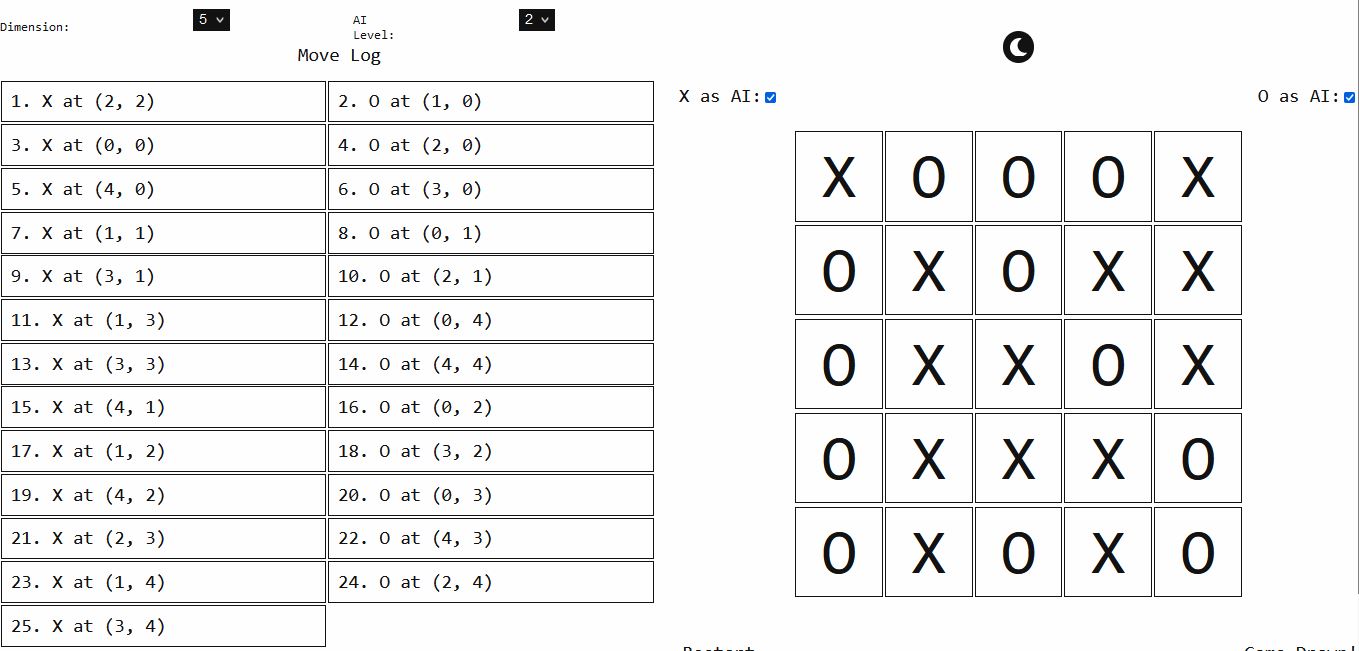 Dimension: 5 AI Level: 2
Move Log
1. X at (2, 2) 2. O at (1, 0)
3. X at (0, 0) 4. O at (2, 0)
5. X at (4, 0) 6. O at (3, 0)
7. X at (1, 1) 8. O at (0, 1)
9. X at (3, 1) 10. O at (2, 1)
11. X at (1, 3) 12. O at (0, 4)
13. X at (3, 3) 14. O at (4, 4)
15. X at (4, 1) 16. O at (0, 2)
17. X at (1, 2) 18. O at (3, 2)
19. X at (4, 2) 20. O at (0, 3)
21. X at (2, 3) 22. O at (4, 3)
23. X at (1, 4) 24. O at (2, 4)
25. X at (3, 4)
X as AI: O as AI:
X O O O X
O X O X X
O X X O X
O X X X O
O X O X O
Restart Game Drawn!